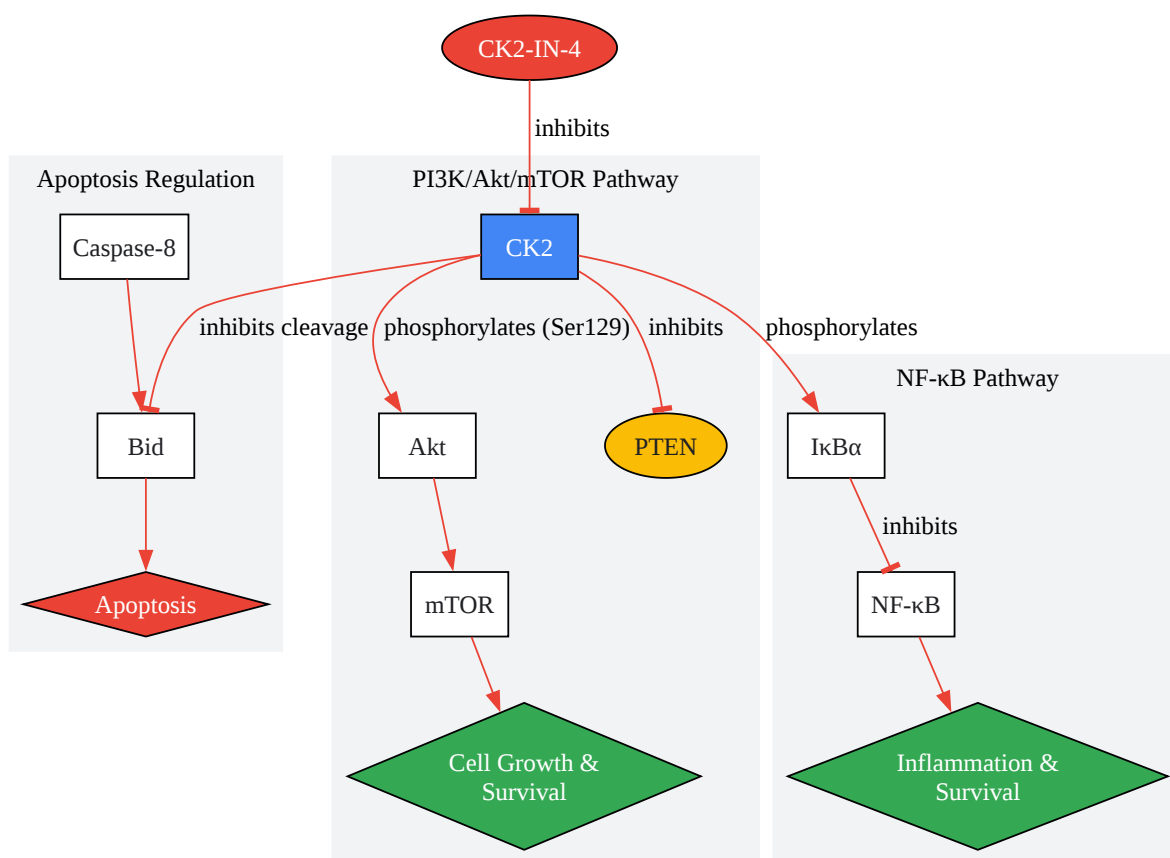 CK2-IN-4
inhibits
Apoptosis Regulation
PI3K/Akt/mTOR Pathway
Caspase-8
CK2
inhibits cleavage
phosphorylates (Ser129)
inhibits
phosphorylates
NF-κB Pathway
Bid
Akt
PTEN
IκBα
inhibits
Apoptosis
mTOR
NF-κB
Cell Growth &
Survival
Inflammation &
Survival